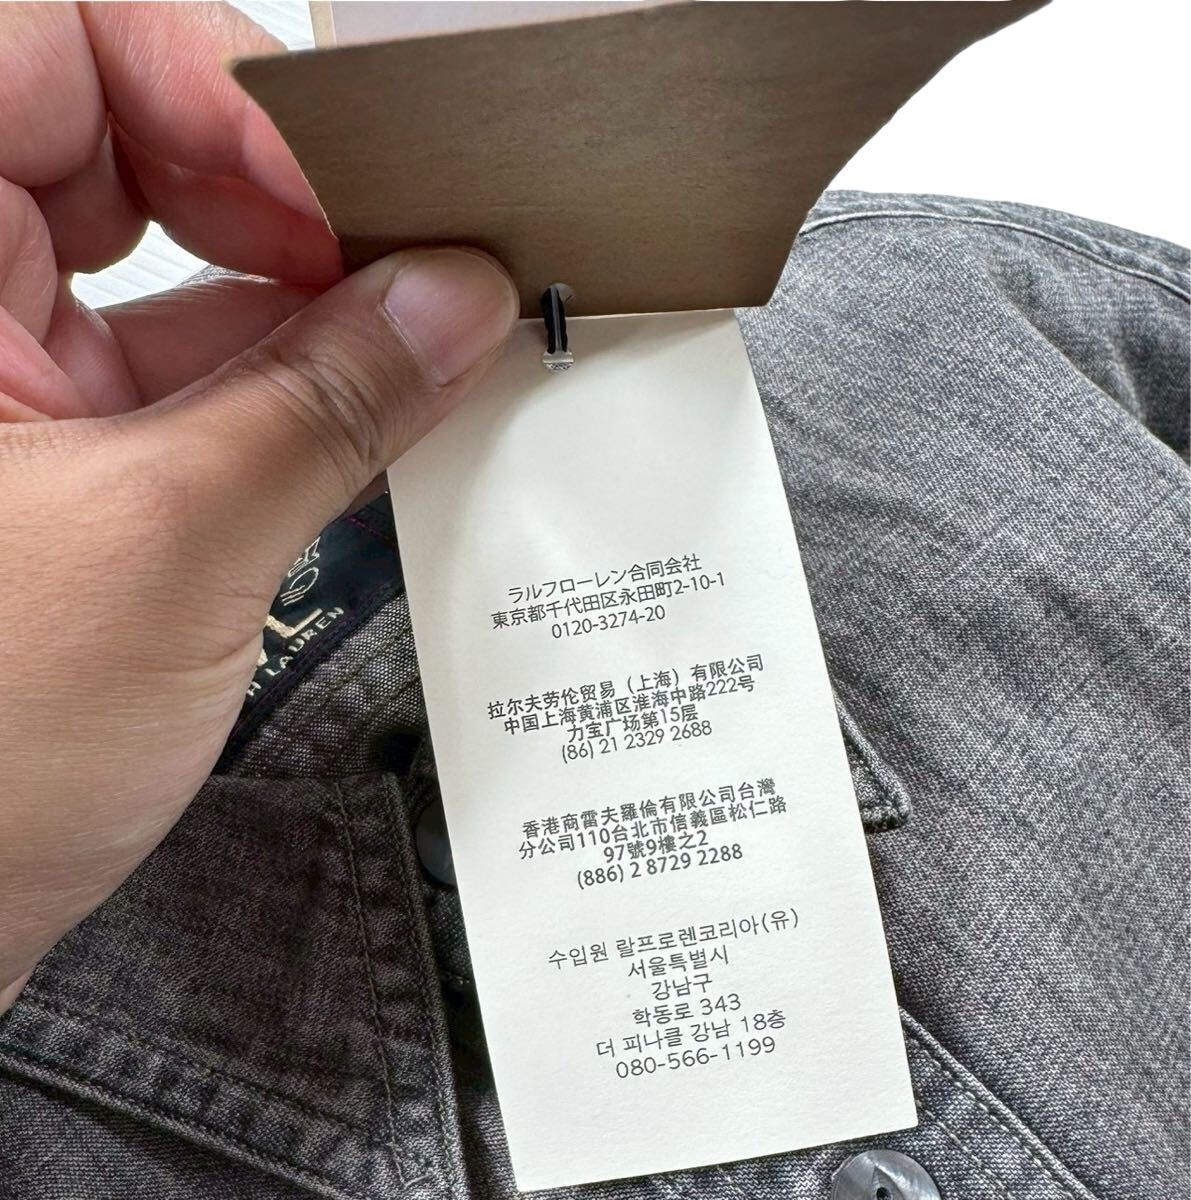 LAUREN
ラルフローレン合同会社
東京都千代田区永田町2-10-1
0120-3274-20
拉尔夫劳伦贸易（上海）有限公司
中国上海黄浦区淮海中路222号
力宝广场第15层
(86) 21 2329 2688
香港商雷夫羅倫有限公司台灣
分公司110台北市信義區松仁路
97號9樓之2
(886) 2 8729 2288
수입원 랄프로렌코리아(유)
서울특별시
강남구
학동로 343
더 피나클 강남 18층
080-566-1199